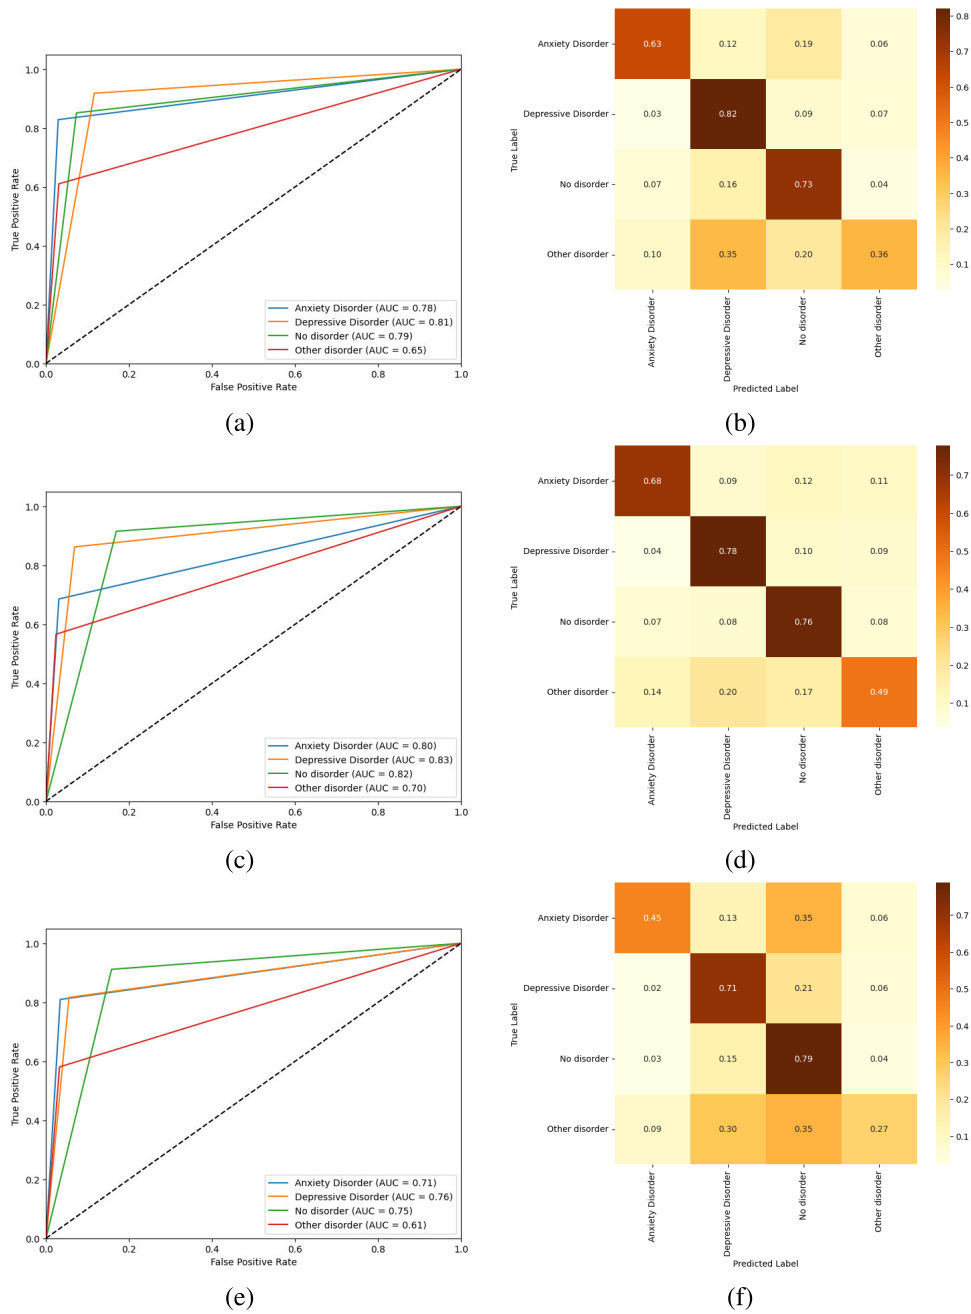 1.0
0.8
0.6
0.4
0.2
0.0
True Positive Rate
Anxiety Disorder (AUC = 0.78)
Depressive Disorder (AUC = 0.81)
No disorder (AUC = 0.79)
Other disorder (AUC = 0.65)
0.0 0.2 0.4 0.6 0.8 1.0
False Positive Rate
(a)
True Label
Anxiety Disorder 0.63 0.12 0.19 0.06
Depressive Disorder 0.03 0.82 0.09 0.07
No disorder 0.07 0.16 0.73 0.04
Other disorder 0.10 0.35 0.20 0.36
Anxiety Disorder Depressive Disorder No disorder Other disorder
Predicted Label
0.8
0.7
0.6
0.5
0.4
0.3
0.2
0.1
(b)
1.0
0.8
0.6
0.4
0.2
0.0
True Positive Rate
Anxiety Disorder (AUC = 0.80)
Depressive Disorder (AUC = 0.83)
No disorder (AUC = 0.82)
Other disorder (AUC = 0.70)
0.0 0.2 0.4 0.6 0.8 1.0
False Positive Rate
(c)
True Label
Anxiety Disorder 0.68 0.09 0.12 0.11
Depressive Disorder 0.04 0.78 0.10 0.09
No disorder 0.07 0.08 0.76 0.08
Other disorder 0.14 0.20 0.17 0.49
Anxiety Disorder Depressive Disorder No disorder Other disorder
Predicted Label
0.7
0.6
0.5
0.4
0.3
0.2
0.1
(d)
1.0
0.8
0.6
0.4
0.2
0.0
True Positive Rate
Anxiety Disorder (AUC = 0.71)
Depressive Disorder (AUC = 0.76)
No disorder (AUC = 0.75)
Other disorder (AUC = 0.61)
0.0 0.2 0.4 0.6 0.8 1.0
False Positive Rate
(e)
True Label
Anxiety Disorder 0.45 0.13 0.35 0.06
Depressive Disorder 0.02 0.71 0.21 0.06
No disorder 0.03 0.15 0.79 0.04
Other disorder 0.09 0.30 0.35 0.27
Anxiety Disorder Depressive Disorder No disorder Other disorder
Predicted Label
0.7
0.6
0.5
0.4
0.3
0.2
0.1
(f)